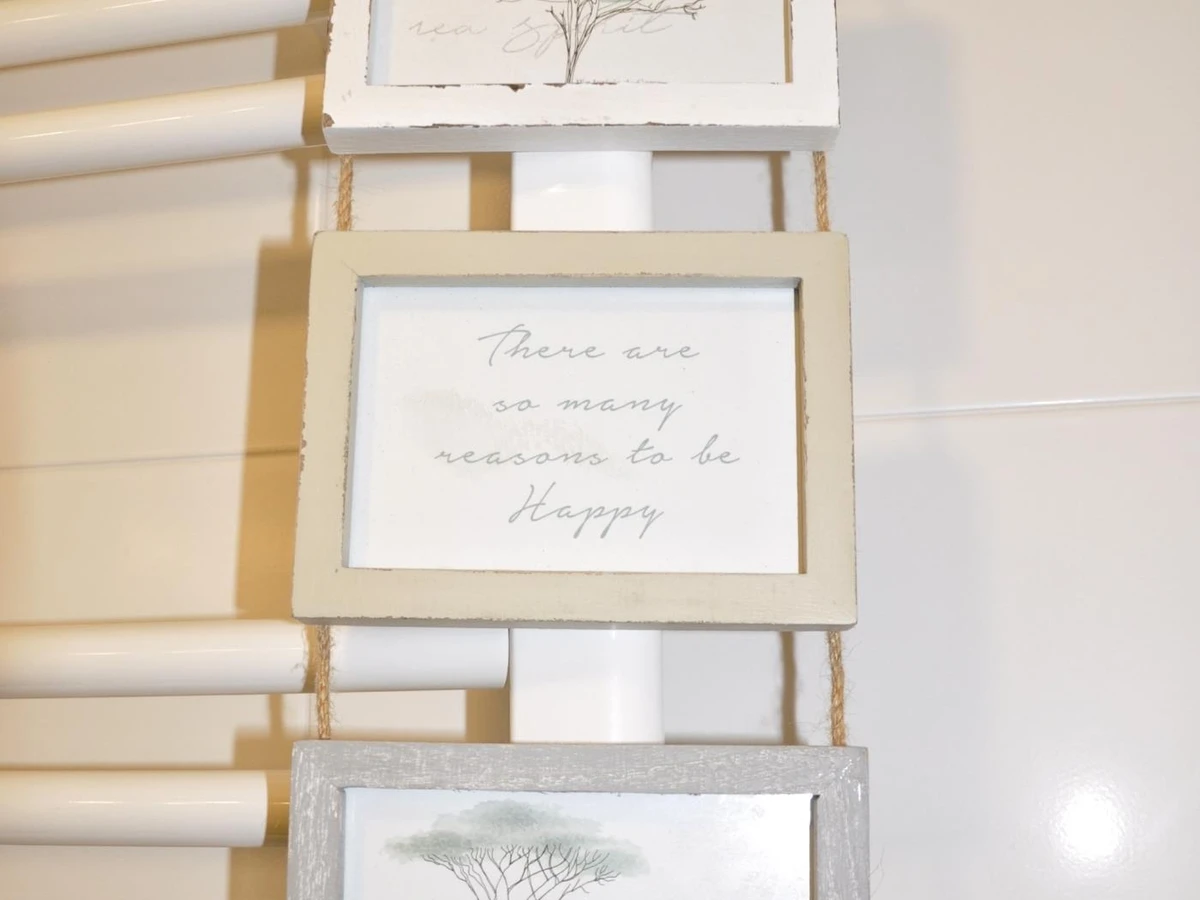 There are
so many
reasons to be
Happy